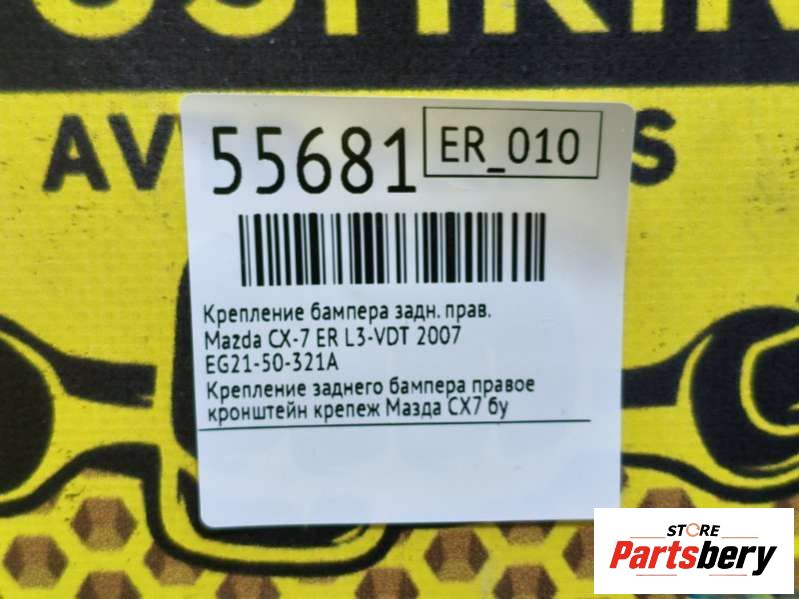 55681
ER_010
Крепление бампера задн. прав.
Mazda CX-7 ER L3-VDT 2007
EG21-50-321A
Крепление заднего бампера правое
кронштейн крепеж Мазда CX7 бу
STORE
Partsbery